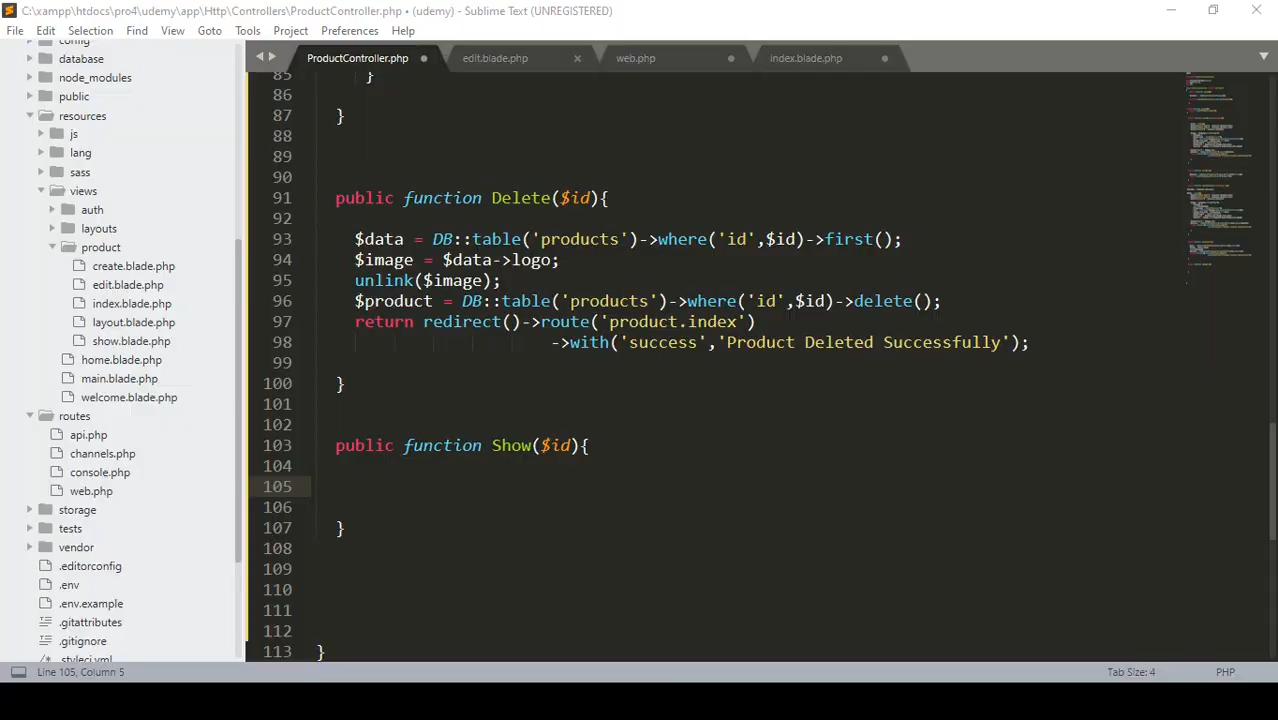 C:\xampp\htdocs\pro4\udemy\app\Http\Controllers\ProductController.php • (udemy) - Sublime Text (UNREGISTERED)
File Edit Selection Find View Goto Tools Project Preferences Help
ProductController.php edit.blade.php web.php index.blade.php
config
database
node_modules
public
resources
js
lang
sass
views
auth
layouts
product
create.blade.php
edit.blade.php
index.blade.php
layout.blade.php
show.blade.php
home.blade.php
main.blade.php
welcome.blade.php
routes
api.php
channels.php
console.php
web.php
storage
tests
vendor
.editorconfig
.env
.env.example
.gitattributes
.gitignore
.styleci.yml
85 }
86
87 }
88
89
90
91 public function Delete($id){
92
93 $data = DB::table('products')->where('id',$id)->first();
94 $image = $data->logo;
95 unlink($image);
96 $product = DB::table('products')->where('id',$id)->delete();
97 return redirect()->route('product.index')
98 ->with('success','Product Deleted Successfully');
99
100 }
101
102
103 public function Show($id){
104
105
106
107 }
108
109
110
111
112
113 }
Line 105, Column 5 Tab Size: 4 PHP